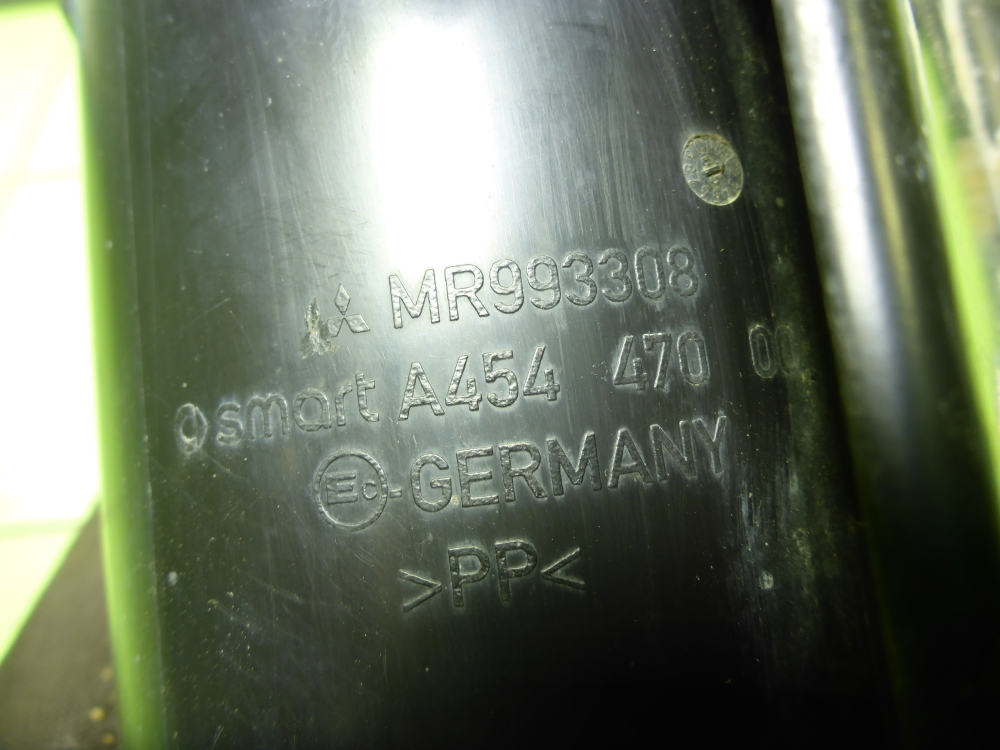 MR993308
smart A454 470 00
GERMANY
>PP<